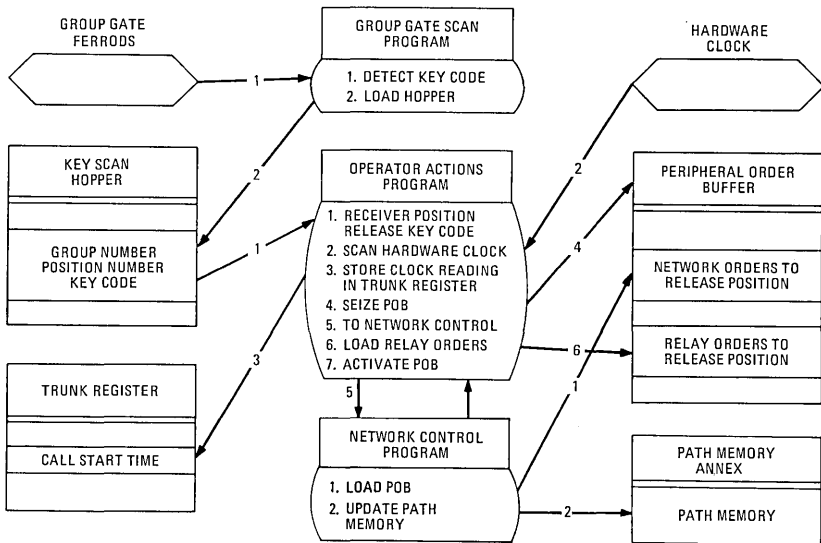 GROUP GATE
FERRODS
GROUP GATE SCAN
PROGRAM
HARDWARE
CLOCK
1
1. DETECT KEY CODE
2. LOAD HOPPER
2
2
KEY SCAN
HOPPER
GROUP NUMBER
POSITION NUMBER
KEY CODE
1
OPERATOR ACTIONS
PROGRAM
1. RECEIVER POSITION
RELEASE KEY CODE
2. SCAN HARDWARE CLOCK
3. STORE CLOCK READING
IN TRUNK REGISTER
4. SEIZE POB
5. TO NETWORK CONTROL
6. LOAD RELAY ORDERS
7. ACTIVATE POB
4
PERIPHERAL ORDER
BUFFER
NETWORK ORDERS TO
RELEASE POSITION
RELAY ORDERS TO
RELEASE POSITION
6
1
3
5
TRUNK REGISTER
CALL START TIME
NETWORK CONTROL
PROGRAM
1. LOAD POB
2. UPDATE PATH
MEMORY
2
PATH MEMORY
ANNEX
PATH MEMORY